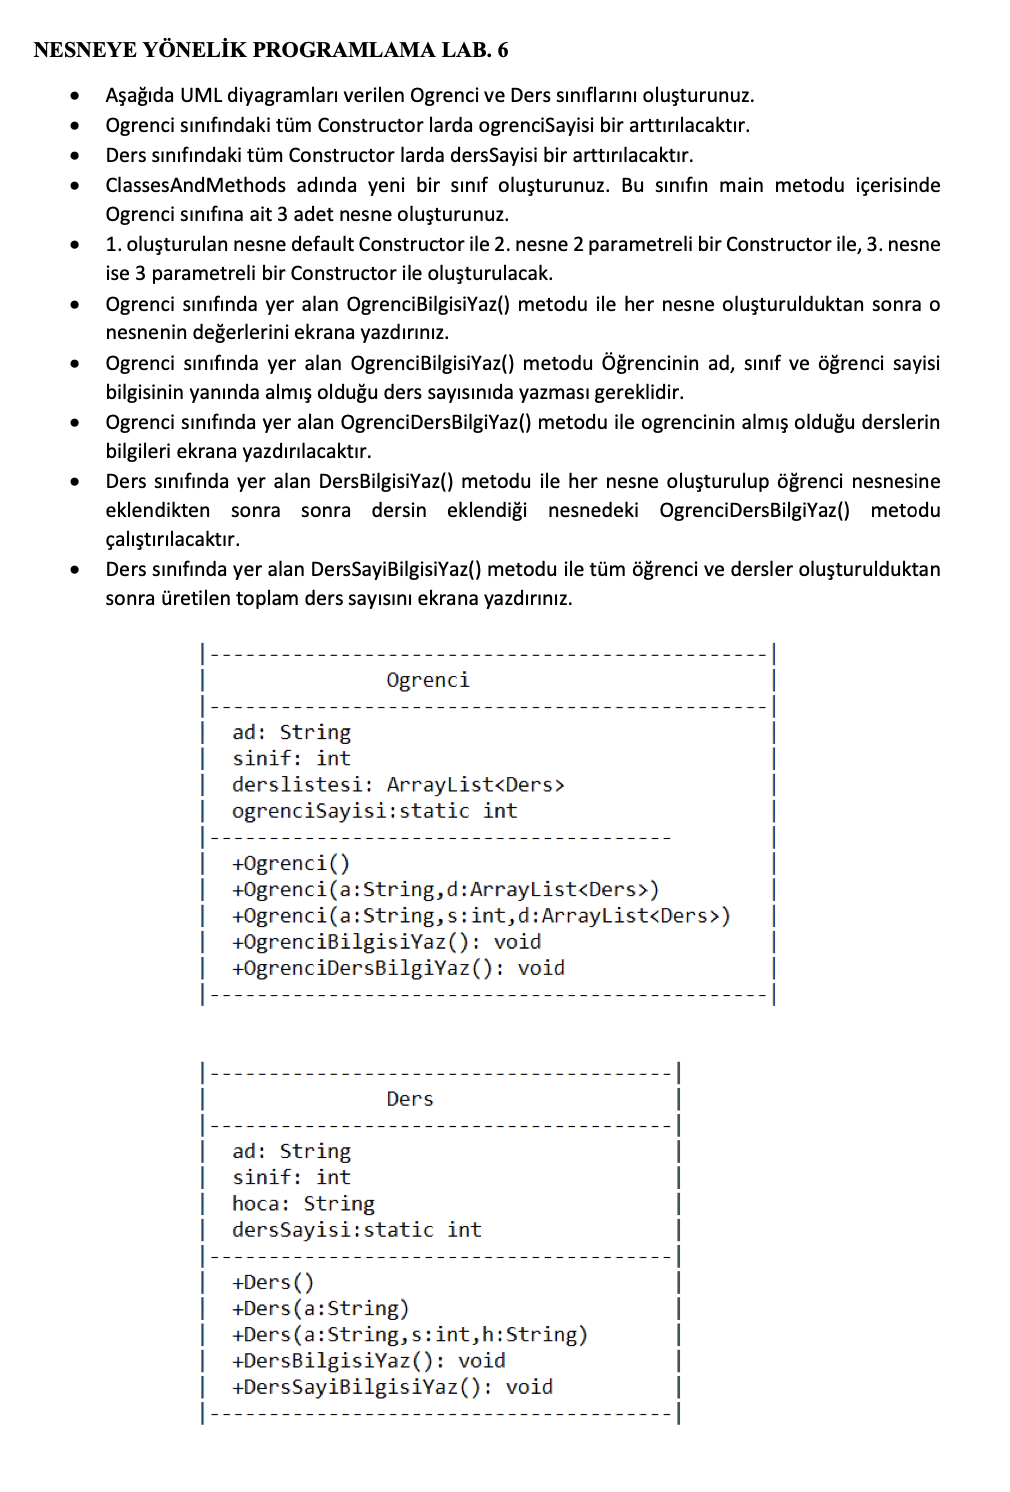 NESNEYE YÖNELİK PROGRAMLAMA LAB. 6
• Aşağıda UML diyagramları verilen Ogrenci ve Ders sınıflarını oluşturunuz.
• Ogrenci sınıfındaki tüm Constructor larda ogrenciSayisi bir arttırılacaktır.
• Ders sınıfındaki tüm Constructor larda dersSayisi bir arttırılacaktır.
• ClassesAndMethods adında yeni bir sınıf oluşturunuz. Bu sınıfın main metodu içerisinde
Ogrenci sınıfına ait 3 adet nesne oluşturunuz.
• 1. oluşturulan nesne default Constructor ile 2. nesne 2 parametreli bir Constructor ile, 3. nesne
ise 3 parametreli bir Constructor ile oluşturulacak.
• Ogrenci sınıfında yer alan OgrenciBilgisiYaz() metodu ile her nesne oluşturulduktan sonra o
nesnenin değerlerini ekrana yazdırınız.
• Ogrenci sınıfında yer alan OgrenciBilgisiYaz() metodu Öğrencinin ad, sınıf ve öğrenci sayisi
bilgisinin yanında almış olduğu ders sayısınıda yazması gereklidir.
• Ogrenci sınıfında yer alan OgrenciDersBilgiYaz() metodu ile ogrencinin almış olduğu derslerin
bilgileri ekrana yazdırılacaktır.
• Ders sınıfında yer alan DersBilgisiYaz() metodu ile her nesne oluşturulup öğrenci nesnesine
eklendikten sonra sonra dersin eklendiği nesnedeki OgrenciDersBilgiYaz() metodu
çalıştırılacaktır.
• Ders sınıfında yer alan DersSayiBilgisiYaz() metodu ile tüm öğrenci ve dersler oluşturulduktan
sonra üretilen toplam ders sayısını ekrana yazdırınız.
Ogrenci
ad: String
sinif: int
derslistesi: ArrayList<Ders>
ogrenciSayisi:static int
+Ogrenci()
+Ogrenci(a:String,d:ArrayList<Ders>)
+Ogrenci(a:String,s:int,d:ArrayList<Ders>)
+OgrenciBilgisiYaz(): void
+OgrenciDersBilgiYaz(): void
Ders
ad: String
sinif: int
hoca: String
dersSayisi:static int
+Ders()
+Ders(a:String)
+Ders(a:String,s:int,h:String)
+DersBilgisiYaz(): void
+DersSayiBilgisiYaz(): void